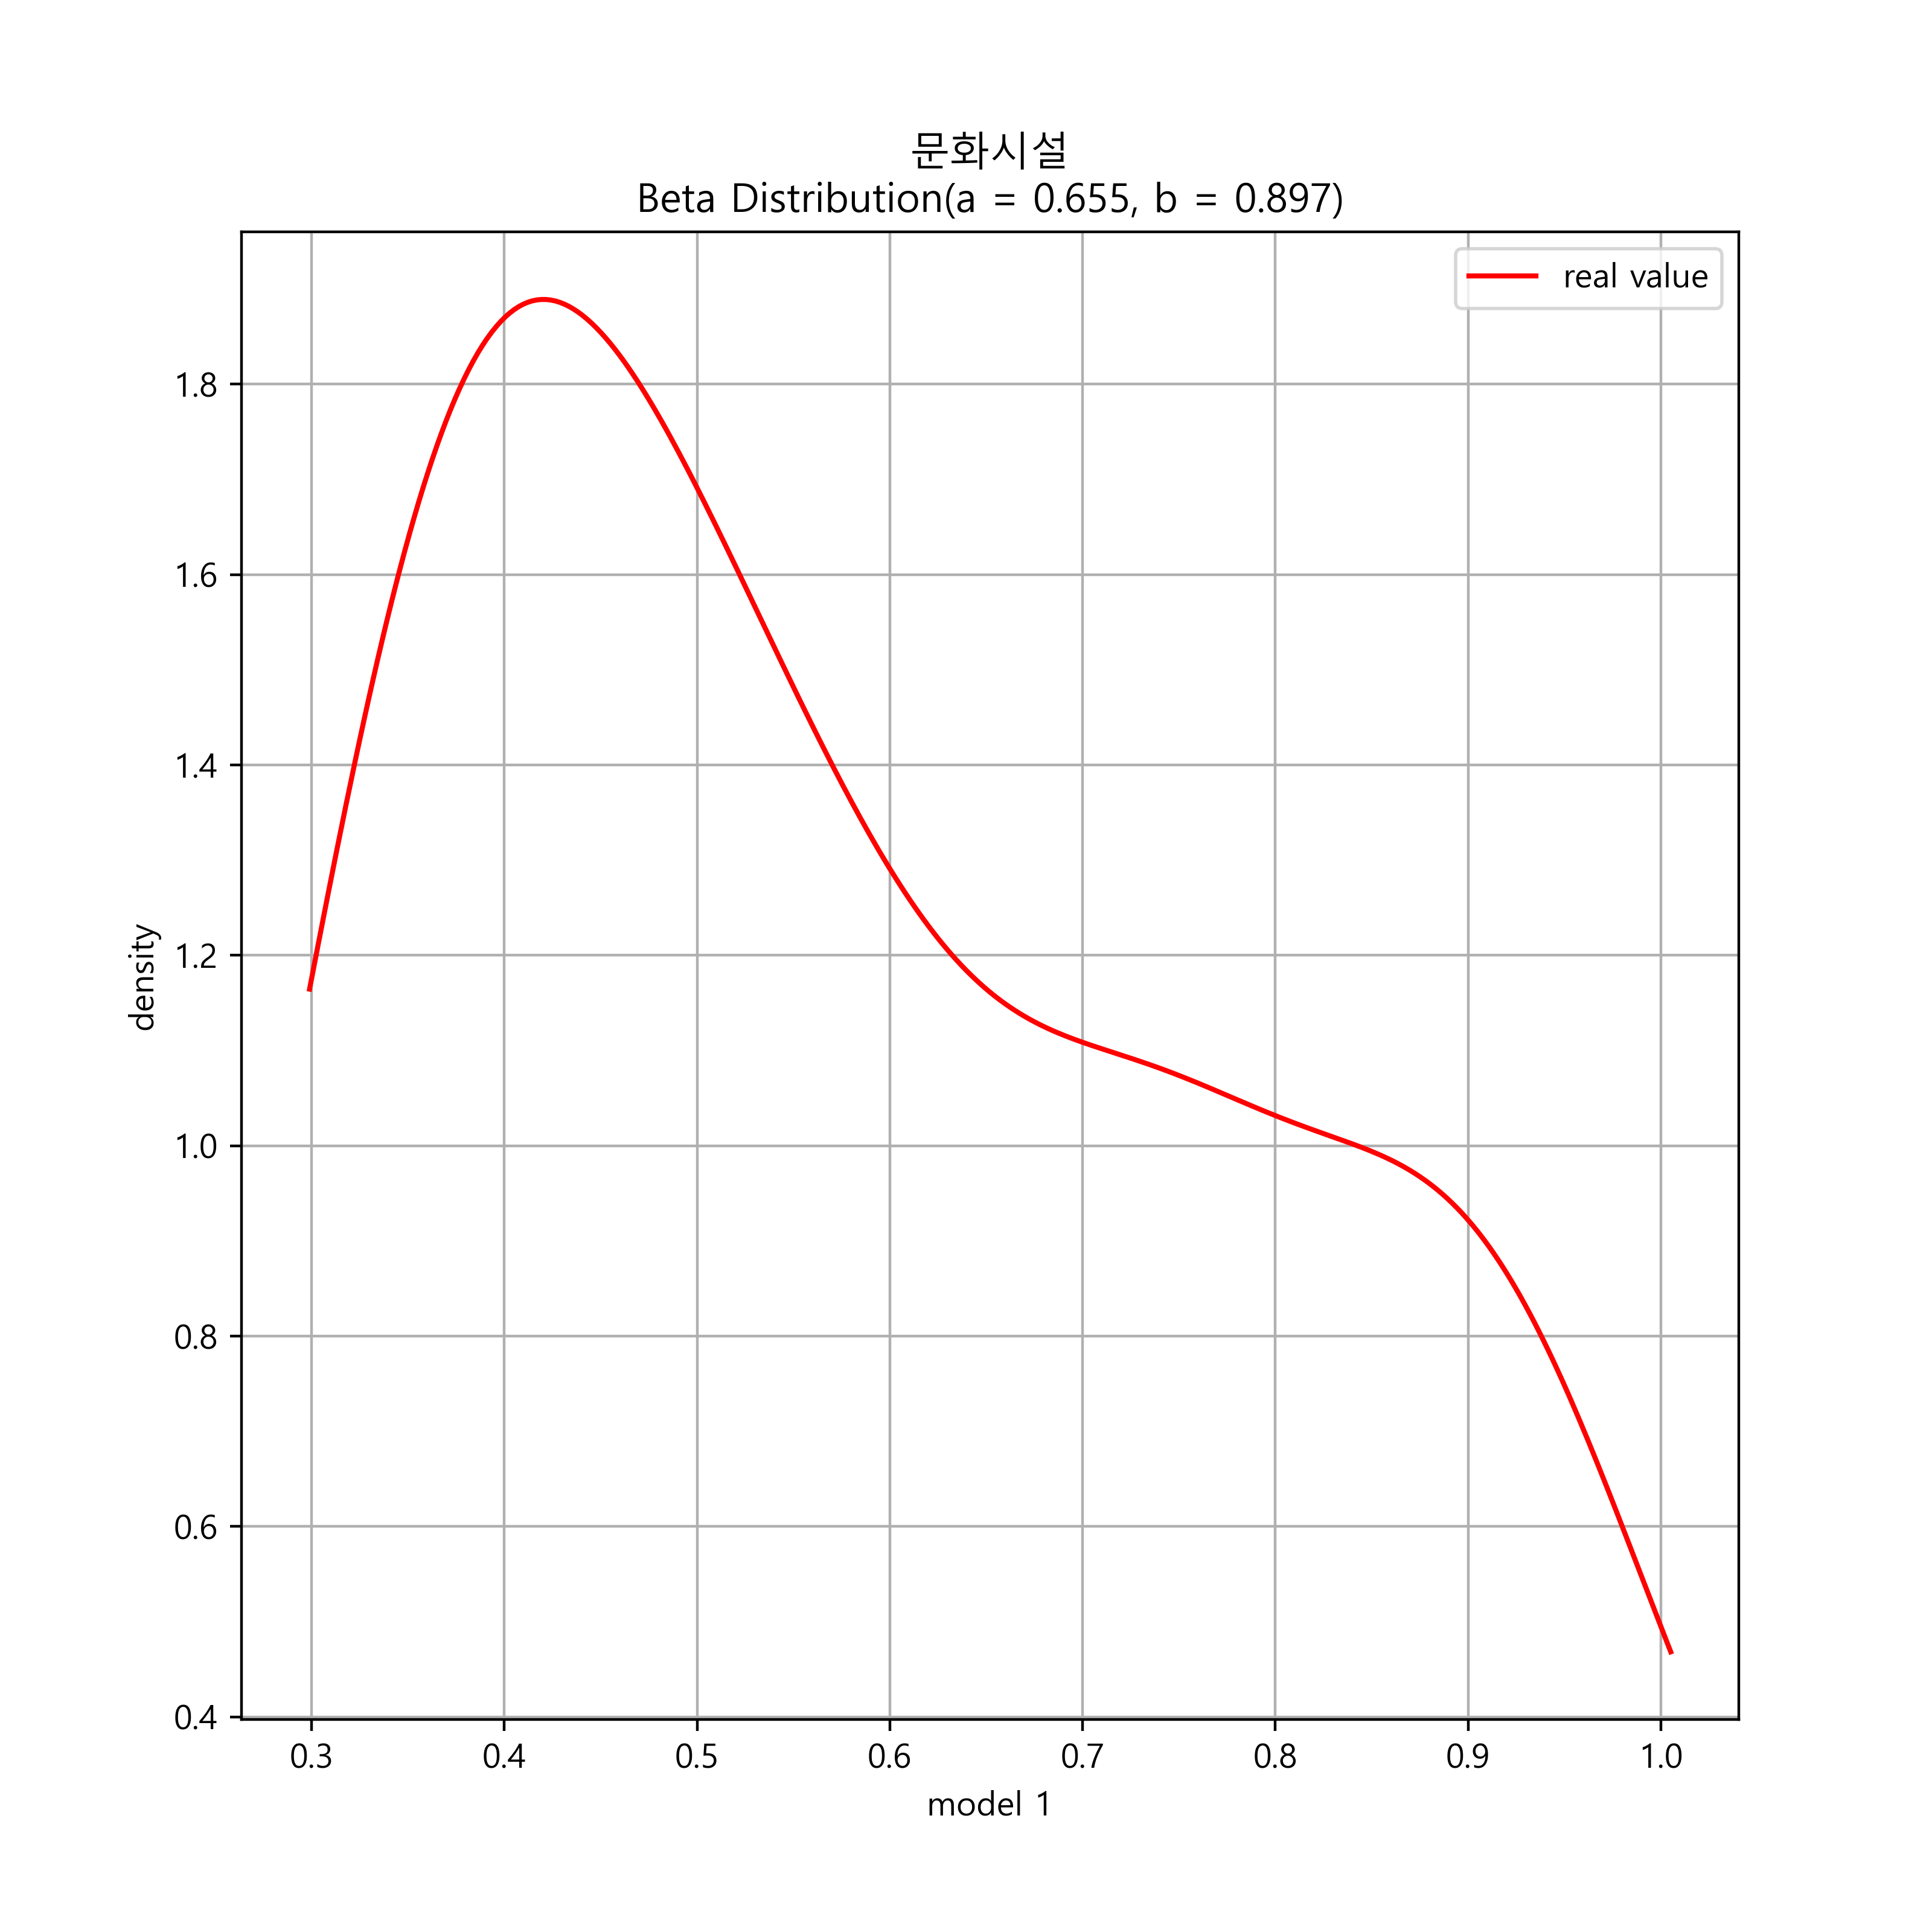 문화시설
Beta Distribution(a = 0.655, b = 0.897)
real value
1.8
1.6
1.4
1.2
1.0
0.8
0.6
0.4
density
0.3 0.4 0.5 0.6 0.7 0.8 0.9 1.0
model 1